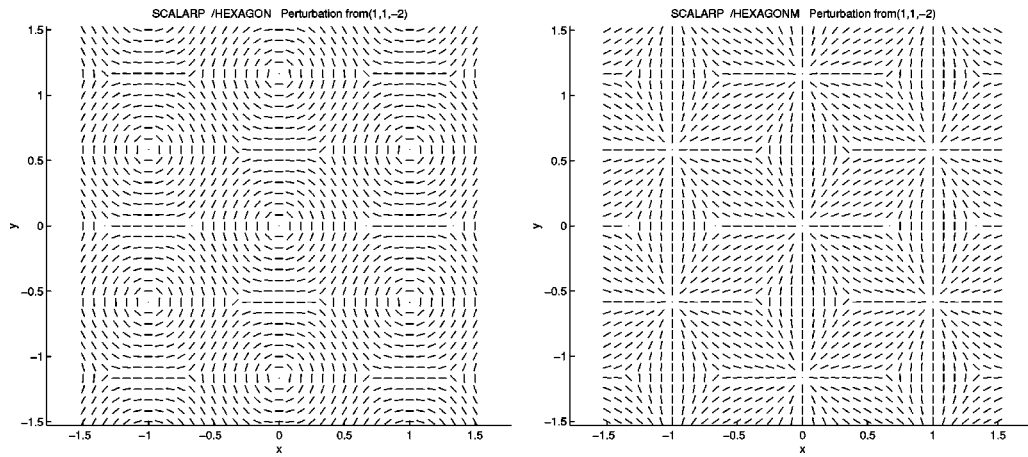 SCALARP /HEXAGON Perturbation from(1,1,−2)
1.5
1
0.5
0
−0.5
−1
−1.5
y
−1.5 −1 −0.5 0 0.5 1 1.5
x
SCALARP /HEXAGONM Perturbation from(1,1,−2)
1.5
1
0.5
0
−0.5
−1
−1.5
y
−1.5 −1 −0.5 0 0.5 1 1.5
x